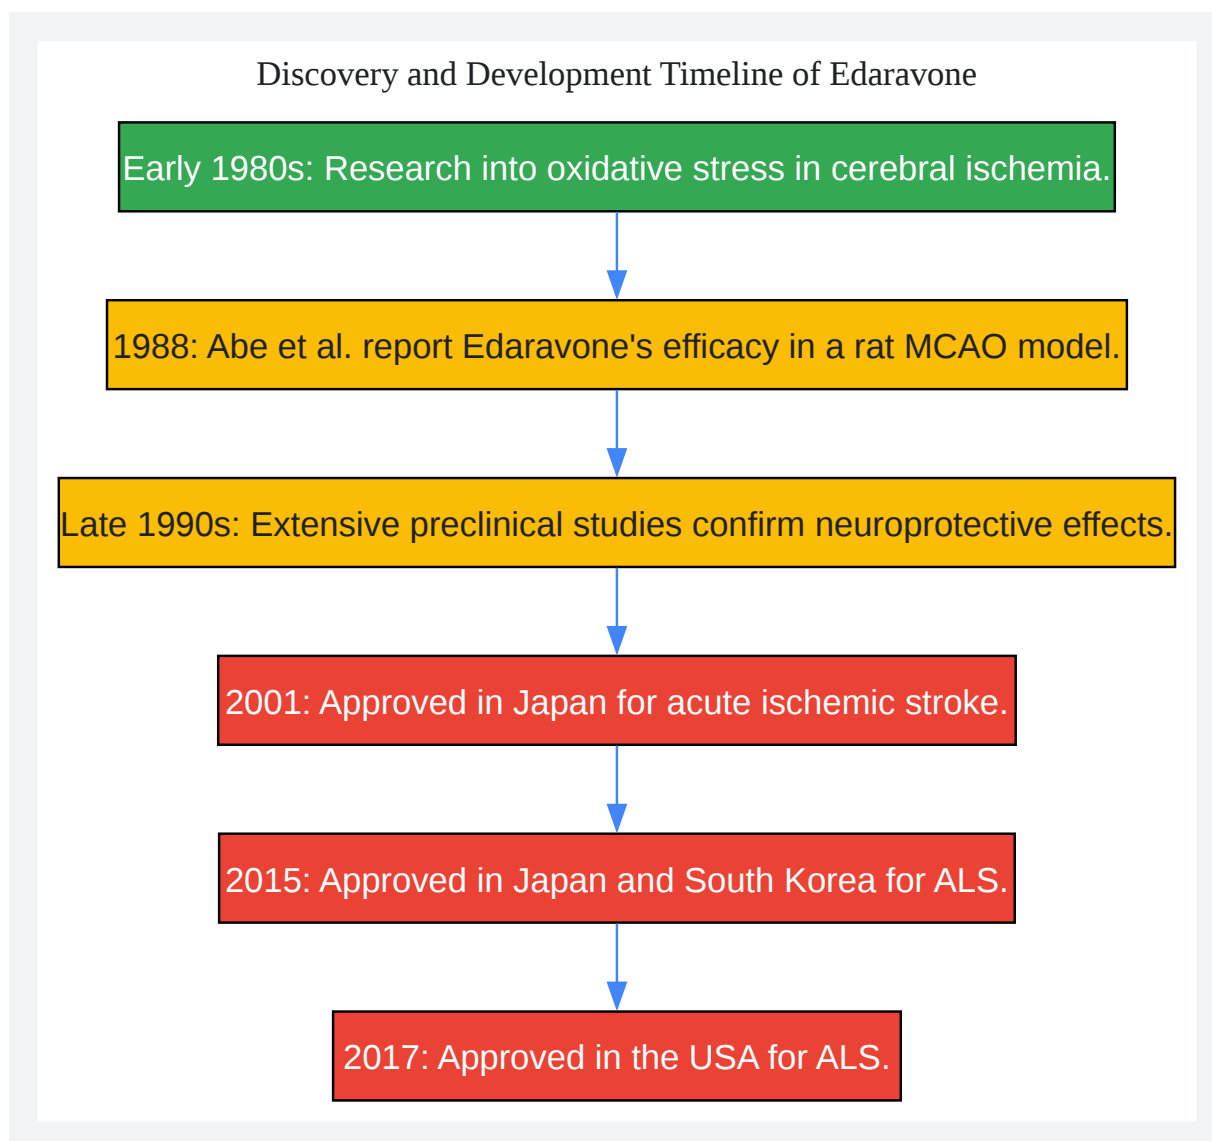 Discovery and Development Timeline of Edaravone
Early 1980s: Research into oxidative stress in cerebral ischemia.
1988: Abe et al. report Edaravone's efficacy in a rat MCAO model.
Late 1990s: Extensive preclinical studies confirm neuroprotective effects.
2001: Approved in Japan for acute ischemic stroke.
2015: Approved in Japan and South Korea for ALS.
2017: Approved in the USA for ALS.